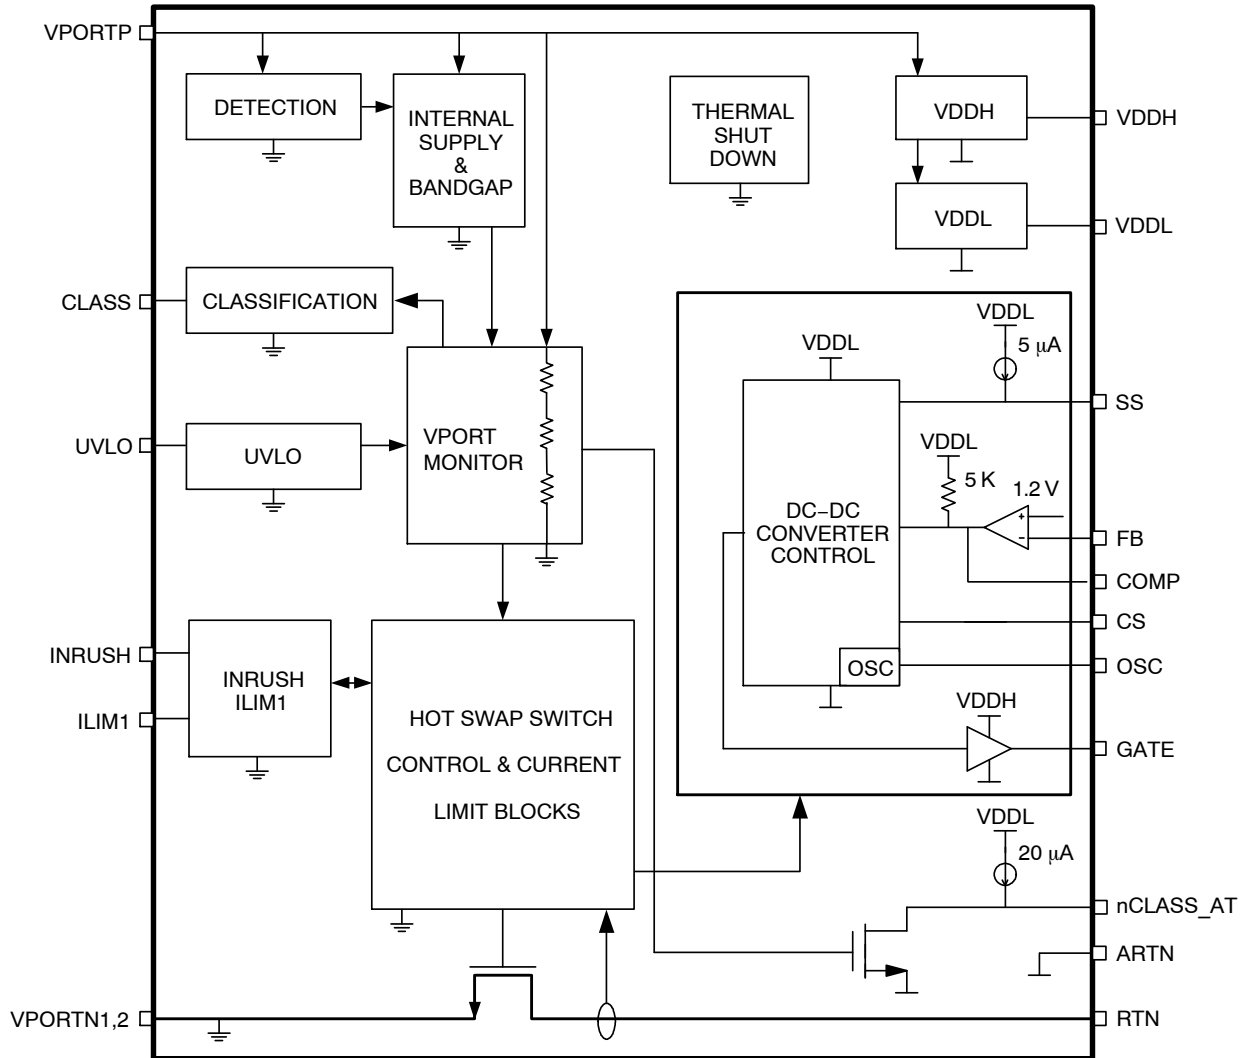 VPORTP
DETECTION
INTERNAL
SUPPLY
&
BANDGAP
THERMAL
SHUT
DOWN
VDDH
VDDH
VDDL
VDDL
CLASS
CLASSIFICATION
VDDL
5 μA
VDDL
SS
UVLO
UVLO
VPORT
MONITOR
VDDL
5 K
1.2 V
+
−
DC−DC
CONVERTER
CONTROL
FB
COMP
CS
OSC
OSC
INRUSH
ILIM1
INRUSH
ILIM1
HOT SWAP SWITCH
CONTROL & CURRENT
LIMIT BLOCKS
VDDH
GATE
VDDL
20 μA
nCLASS_AT
ARTN
VPORTN1,2
RTN